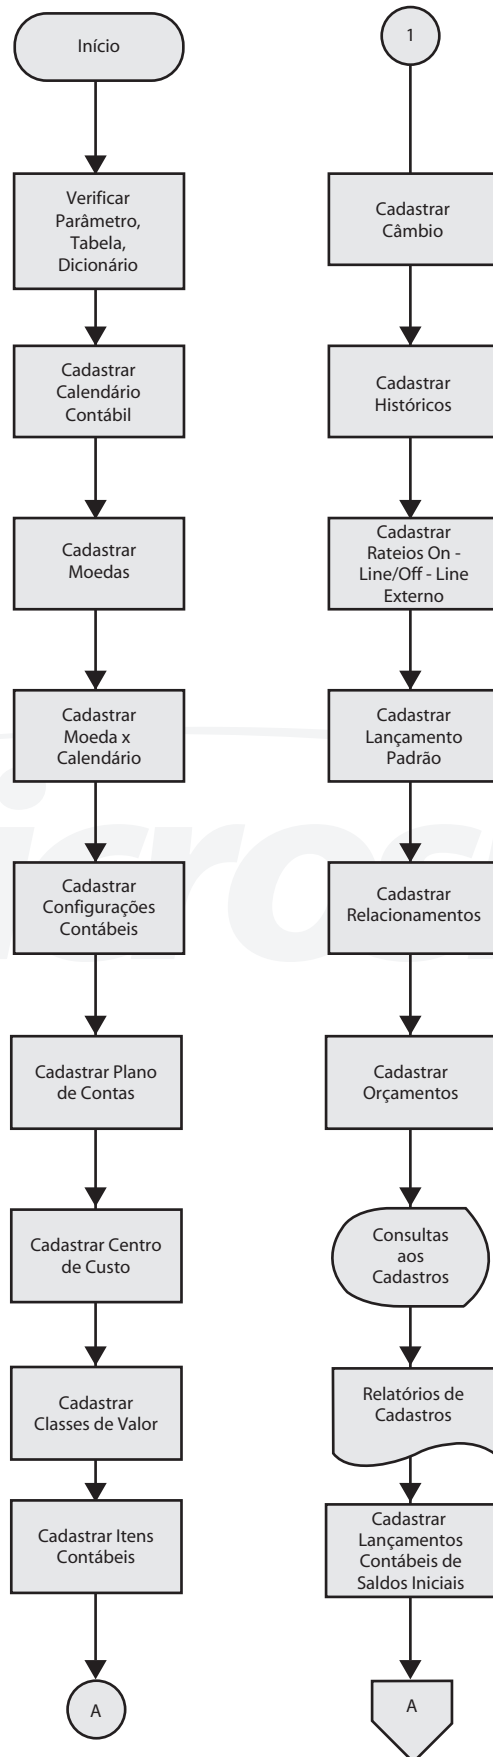 Início
Verificar
Parâmetro,
Tabela,
Dicionário
Cadastrar
Calendário
Contábil
Cadastrar
Moedas
Cadastrar
Moeda x
Calendário
Cadastrar
Configurações
Contábeis
Cadastrar Plano
de Contas
Cadastrar Centro
de Custo
Cadastrar
Classes de Valor
Cadastrar Itens
Contábeis
A
1
Cadastrar
Câmbio
Cadastrar
Históricos
Cadastrar
Rateios On -
Line/Off - Line
Externo
Cadastrar
Lançamento
Padrão
Cadastrar
Relacionamentos
Cadastrar
Orçamentos
Consultas
aos
Cadastros
Relatórios de
Cadastros
Cadastrar
Lançamentos
Contábeis de
Saldos Iniciais
A